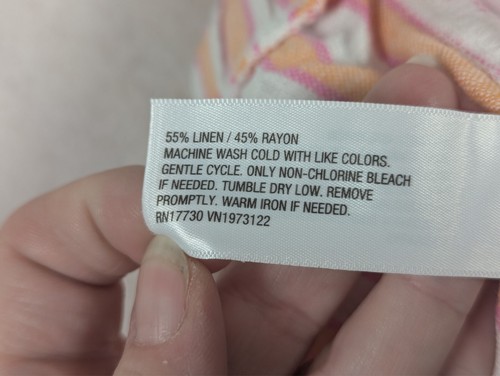 55% LINEN / 45% RAYON
MACHINE WASH COLD WITH LIKE COLORS.
GENTLE CYCLE. ONLY NON-CHLORINE BLEACH
IF NEEDED. TUMBLE DRY LOW. REMOVE
PROMPTLY. WARM IRON IF NEEDED.
RN17730 VN1973122